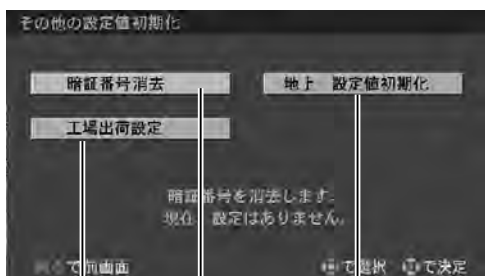 その他の設定値初期化
暗証番号消去
地上 設定値初期化
工場出荷設定
暗証番号を消去します。
現在、設定はありません。
で前画面
で選択 で決定